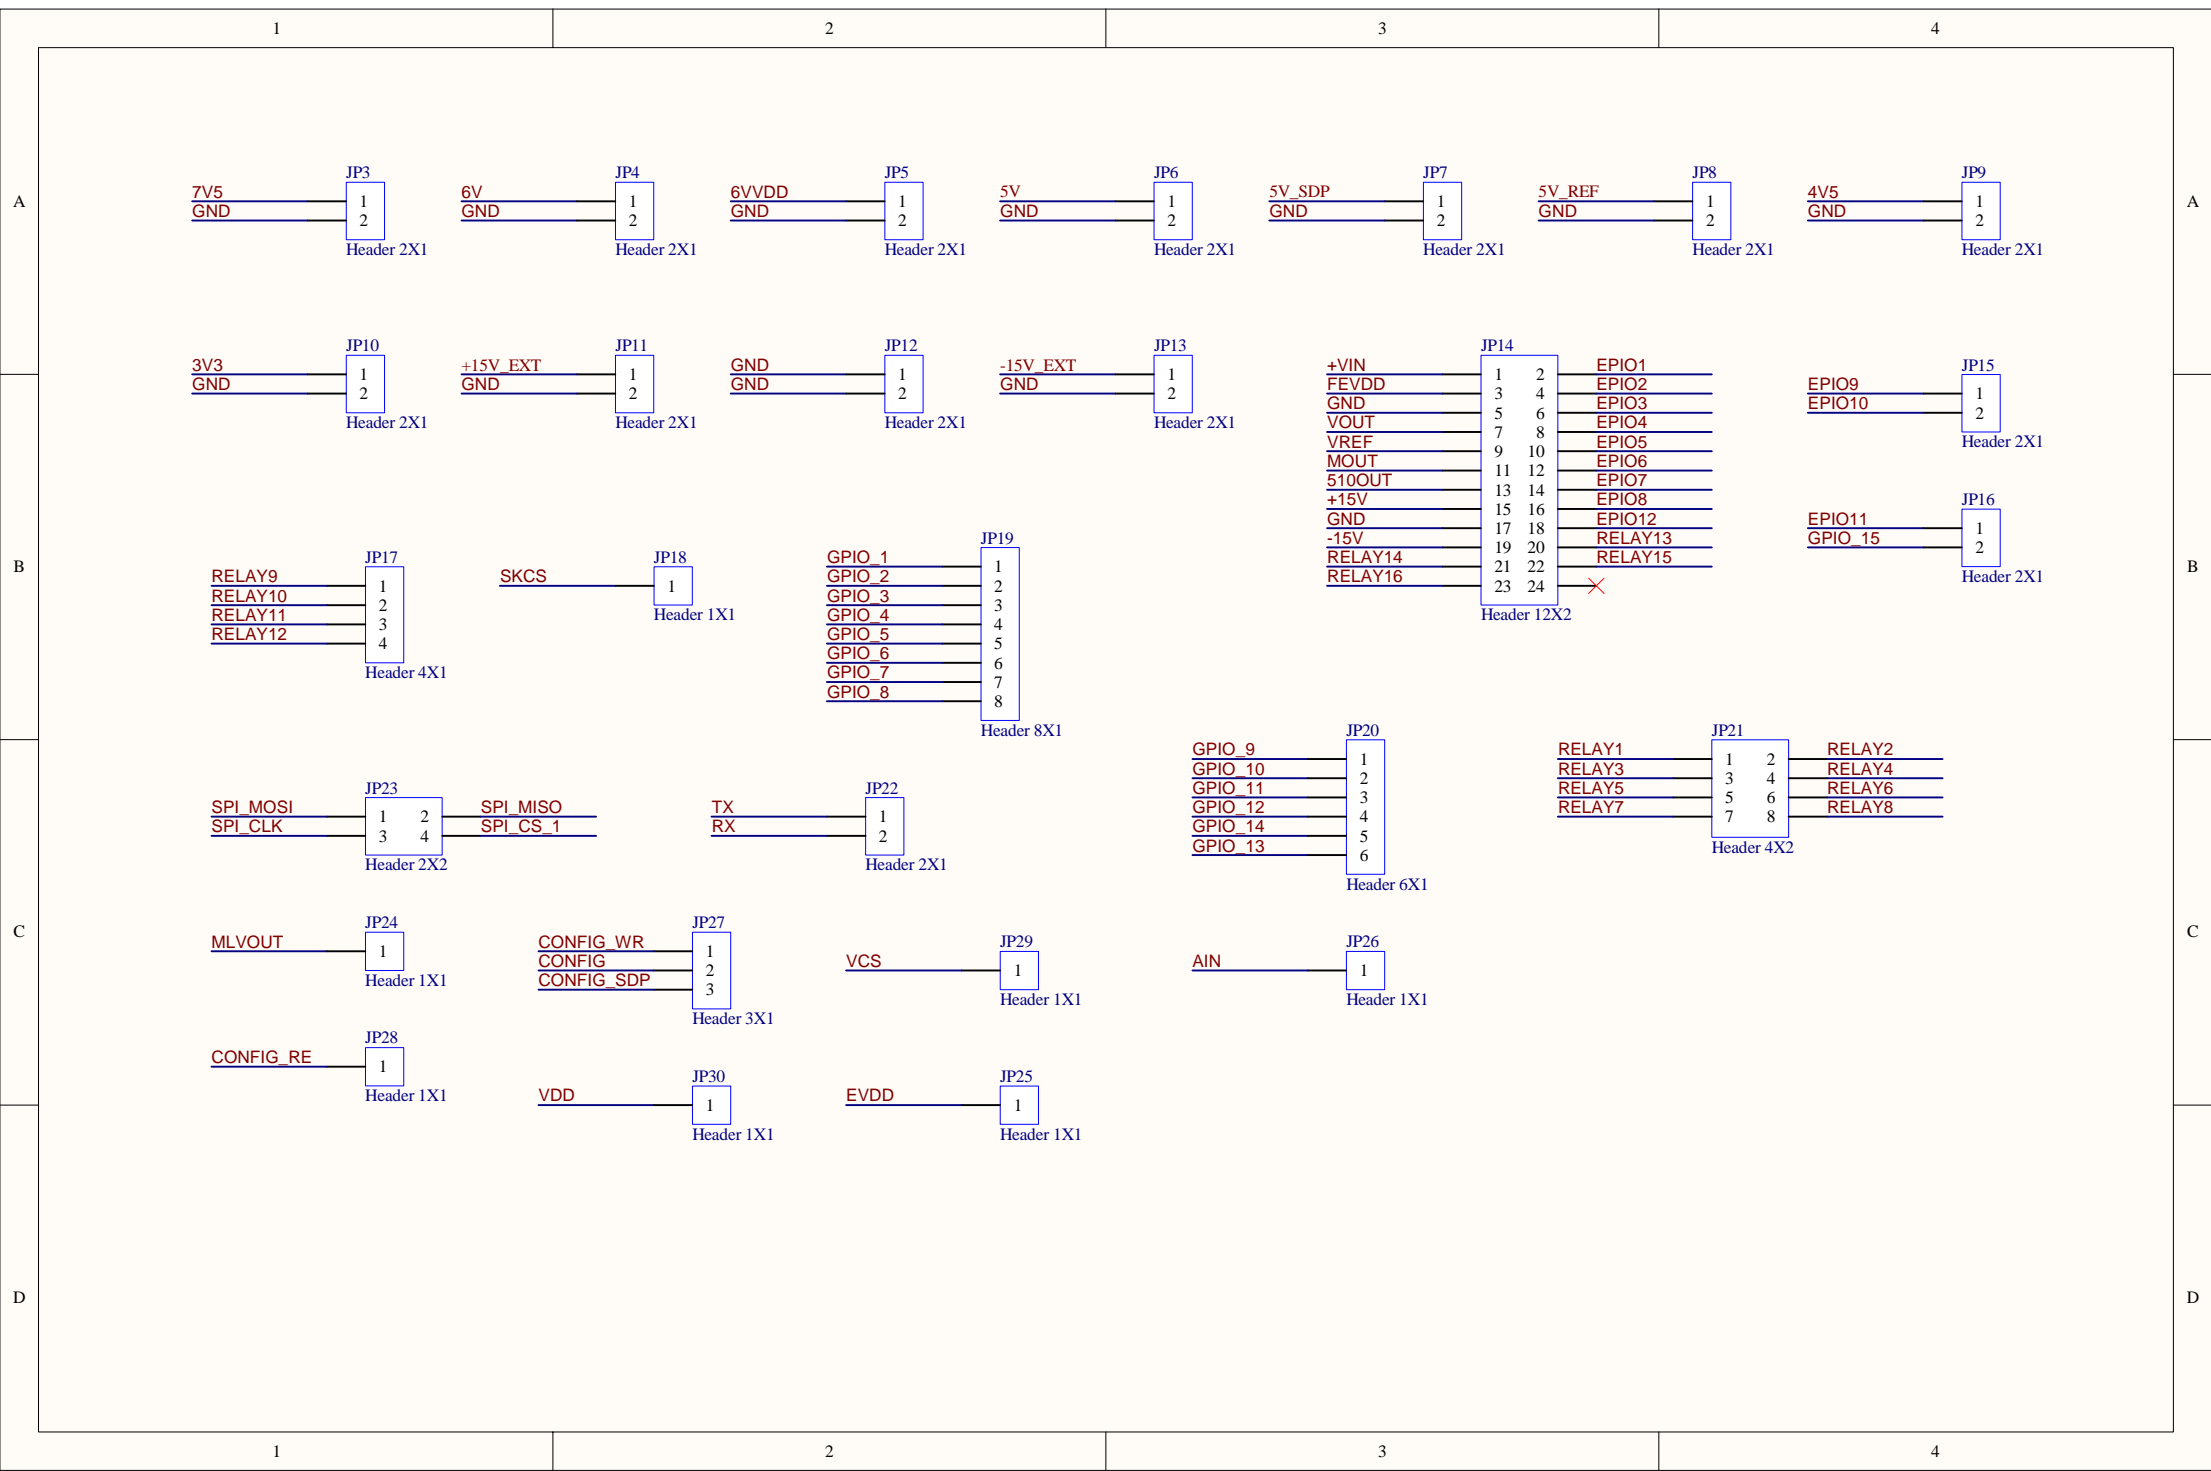 1 2 3 4
A A
JP3 JP4 JP5 JP6 JP7 JP8 JP9
7V5 1 6V 1 6VVDD 1 5V 1 5V_SDP 1 5V_REF 1 4V5 1
GND 2 GND 2 GND 2 GND 2 GND 2 GND 2 GND 2
Header 2X1 Header 2X1 Header 2X1 Header 2X1 Header 2X1 Header 2X1 Header 2X1
JP10 JP11 JP12 JP13
3V3 1 +15V_EXT 1 GND 1 -15V_EXT 1
GND 2 GND 2 GND 2 GND 2
Header 2X1 Header 2X1 Header 2X1 Header 2X1
JP14
+VIN 1 2 EPIO1
FEVDD 3 4 EPIO2
GND 5 6 EPIO3
VOUT 7 8 EPIO4
VREF 9 10 EPIO5
MOUT 11 12 EPIO6
510OUT 13 14 EPIO7
+15V 15 16 EPIO8
GND 17 18 EPIO12
-15V 19 20 RELAY13
RELAY14 21 22 RELAY15
RELAY16 23 24
Header 12X2
JP15
EPIO9 1
EPIO10 2
Header 2X1
JP16
EPIO11 1
GPIO_15 2
Header 2X1
B B
JP17
RELAY9 1
RELAY10 2
RELAY11 3
RELAY12 4
Header 4X1
JP18
SKCS 1
Header 1X1
JP19
GPIO_1 1
GPIO_2 2
GPIO_3 3
GPIO_4 4
GPIO_5 5
GPIO_6 6
GPIO_7 7
GPIO_8 8
Header 8X1
JP20
GPIO_9 1
GPIO_10 2
GPIO_11 3
GPIO_12 4
GPIO_14 5
GPIO_13 6
Header 6X1
JP21
RELAY1 1 2 RELAY2
RELAY3 3 4 RELAY4
RELAY5 5 6 RELAY6
RELAY7 7 8 RELAY8
Header 4X2
JP23
SPI_MOSI 1 2 SPI_MISO
SPI_CLK 3 4 SPI_CS_1
Header 2X2
JP22
TX 1
RX 2
Header 2X1
C C
JP24
MLVOUT 1
Header 1X1
JP27
CONFIG_WR 1
CONFIG 2
CONFIG_SDP 3
Header 3X1
JP29
VCS 1
Header 1X1
JP26
AIN 1
Header 1X1
JP28
CONFIG_RE 1
Header 1X1
JP30
VDD 1
Header 1X1
JP25
EVDD 1
Header 1X1
D D
1 2 3 4